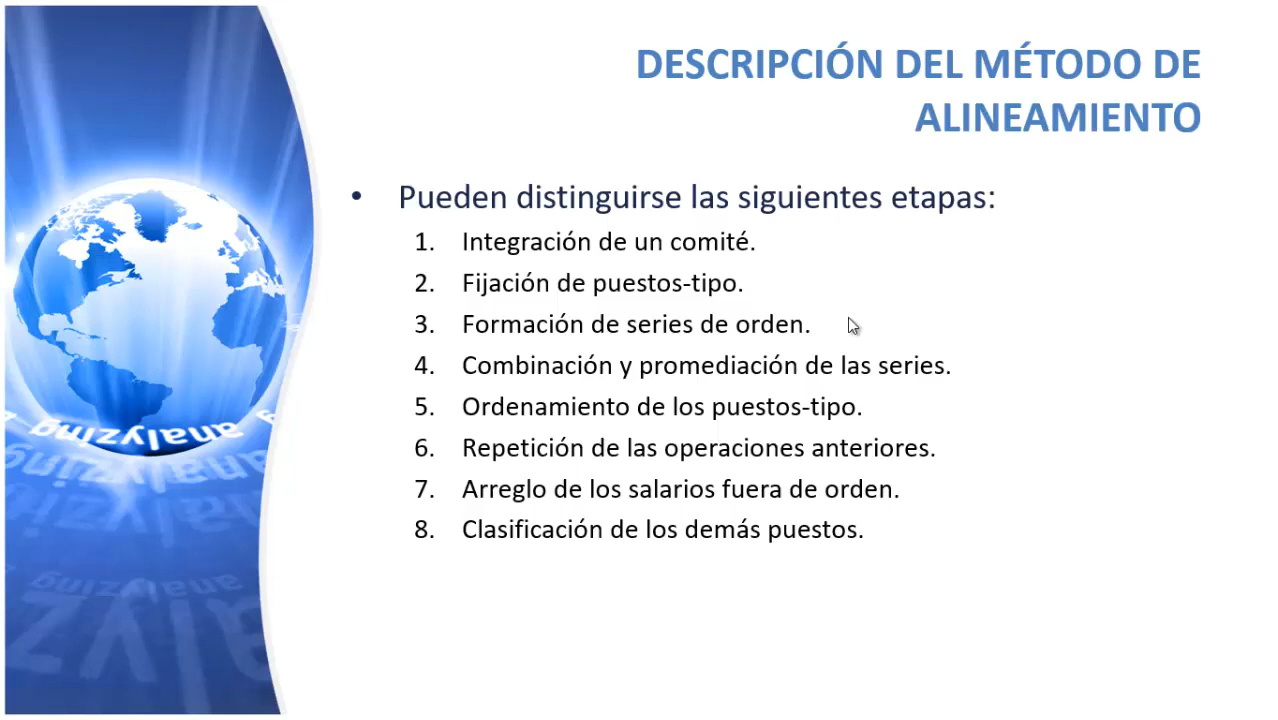 DESCRIPCIÓN DEL MÉTODO DE
ALINEAMIENTO
• Pueden distinguirse las siguientes etapas:
1. Integración de un comité.
2. Fijación de puestos-tipo.
3. Formación de series de orden.
4. Combinación y promediación de las series.
5. Ordenamiento de los puestos-tipo.
6. Repetición de las operaciones anteriores.
7. Arreglo de los salarios fuera de orden.
8. Clasificación de los demás puestos.
analyzing